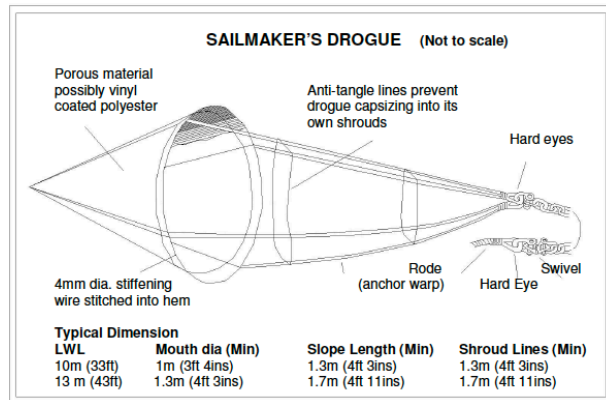 SAILMAKER'S DROGUE (Not to scale)
Porous material
possibly vinyl
coated polyester
Anti-tangle lines prevent
drogue capsizing into its
own shrouds
Hard eyes
4mm dia. stiffening
wire stitched into hem
Rode
(anchor warp)
Hard Eye
Swivel
Typical Dimension
LWL Mouth dia (Min) Slope Length (Min) Shroud Lines (Min)
10m (33ft) 1m (3ft 4ins) 1.3m (4ft 3ins) 1.3m (4ft 3ins)
13 m (43ft) 1.3m (4ft 3ins) 1.7m (4ft 11ins) 1.7m (4ft 11ins)